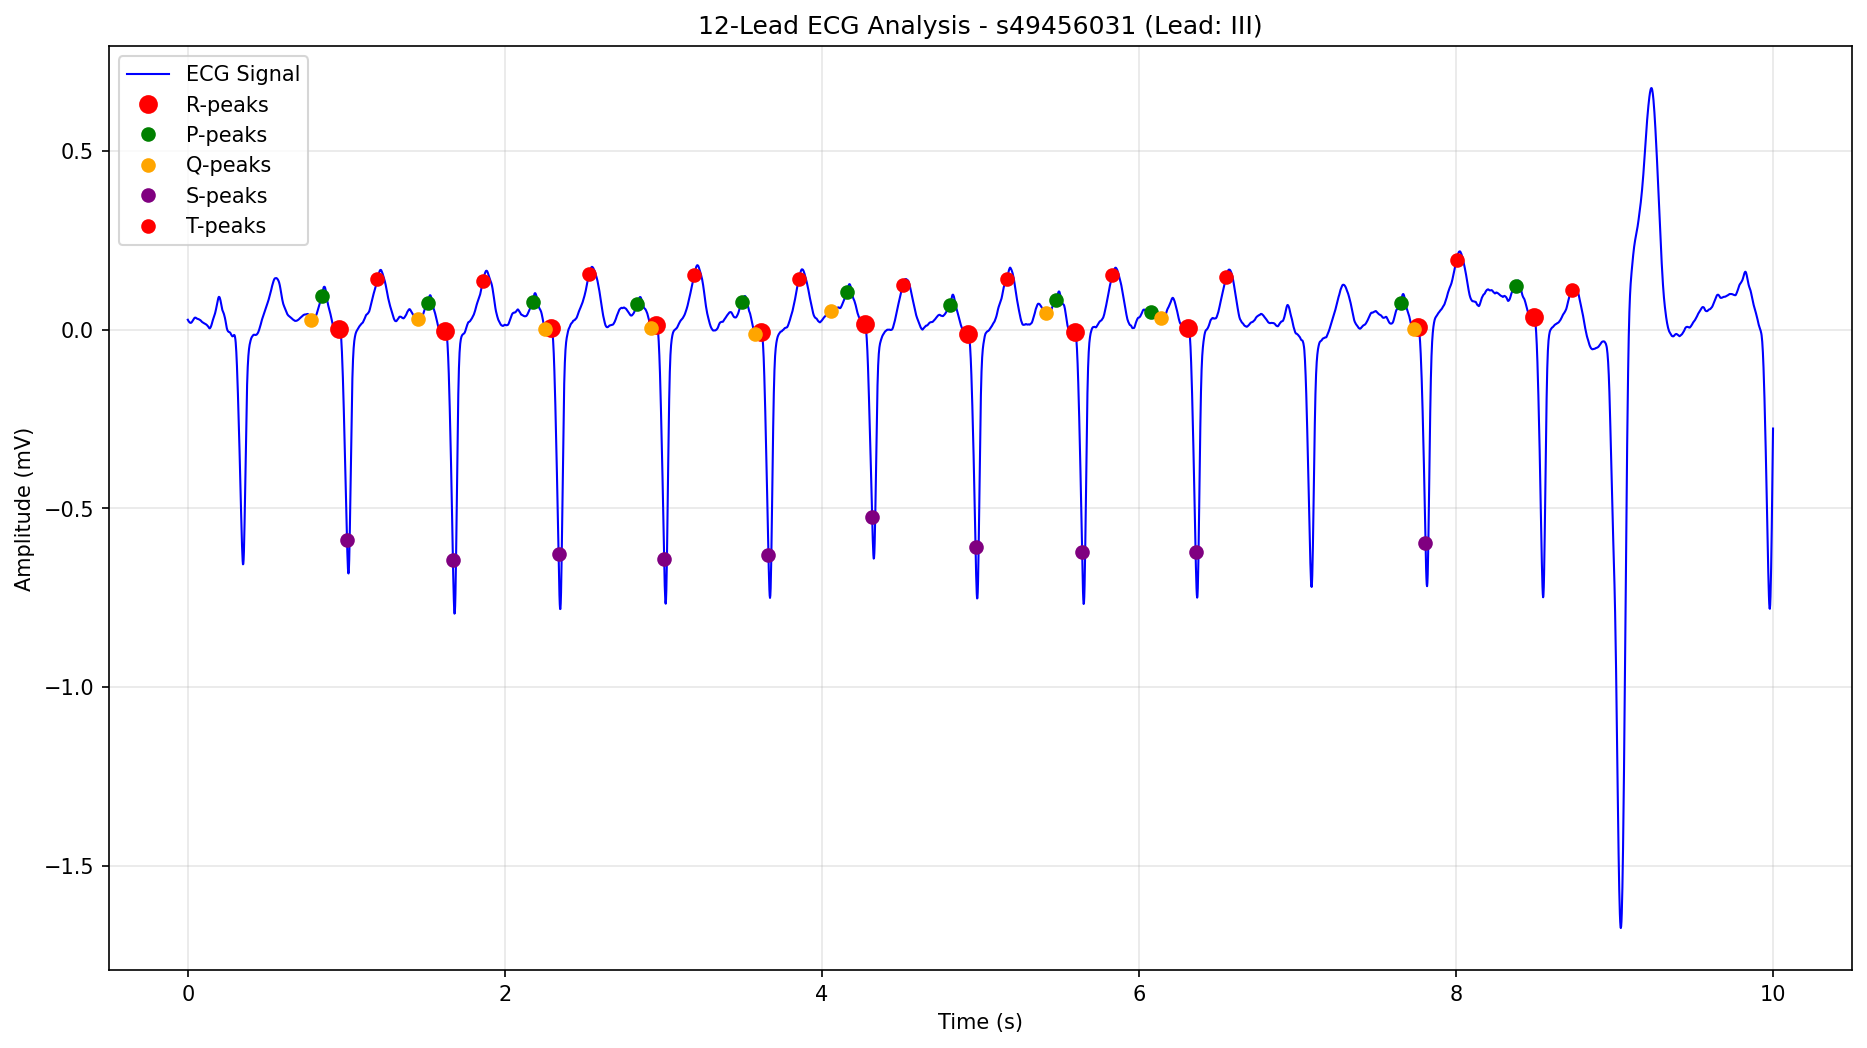 12-Lead ECG Analysis - s49456031 (Lead: III)
ECG Signal
R-peaks
P-peaks
Q-peaks
S-peaks
T-peaks
Amplitude (mV)
0.5
0.0
−0.5
−1.0
−1.5
0 2 4 6 8 10
Time (s)